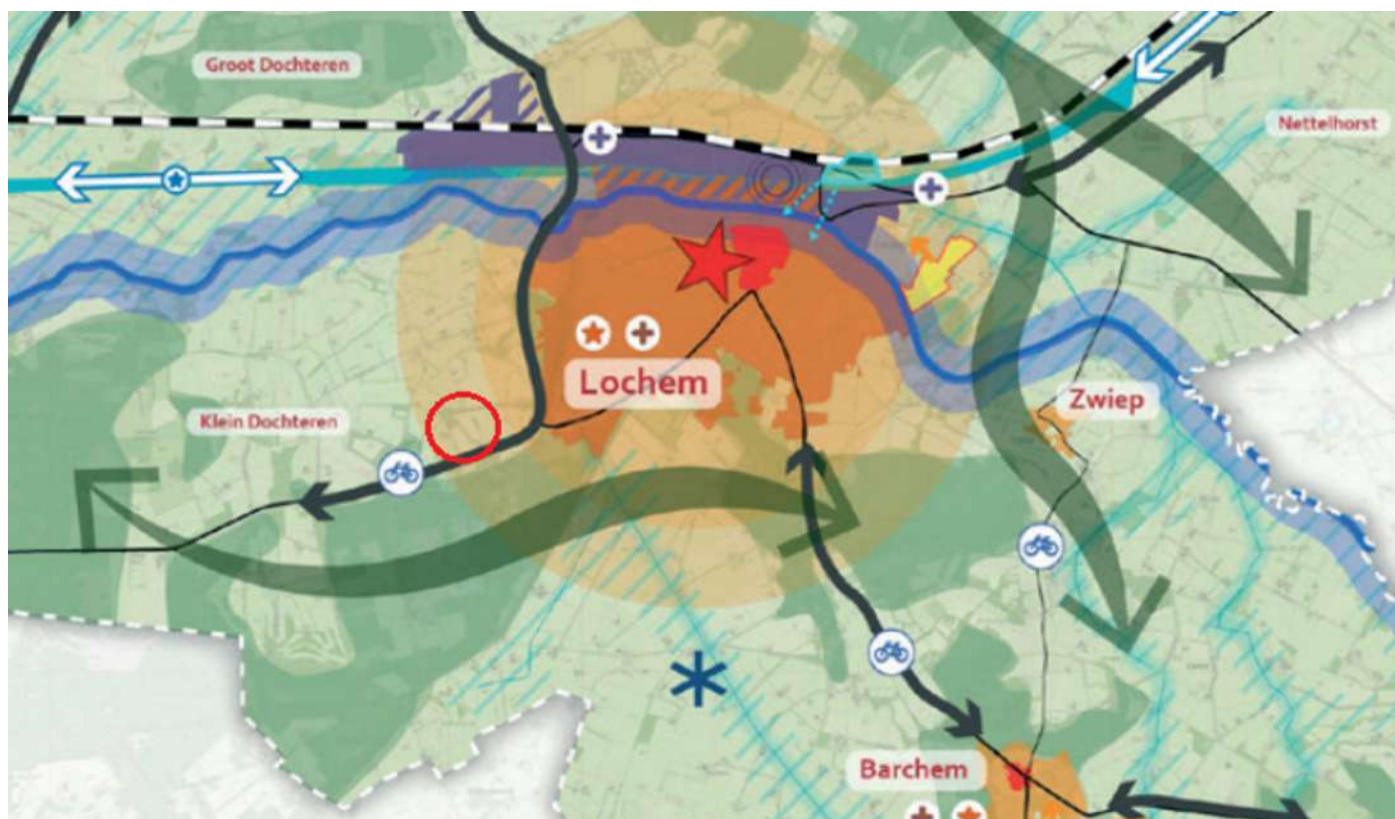 Groot Dochteren
Nettelhorst
Lochem
Zwiep
Klein Dochteren
Barchem